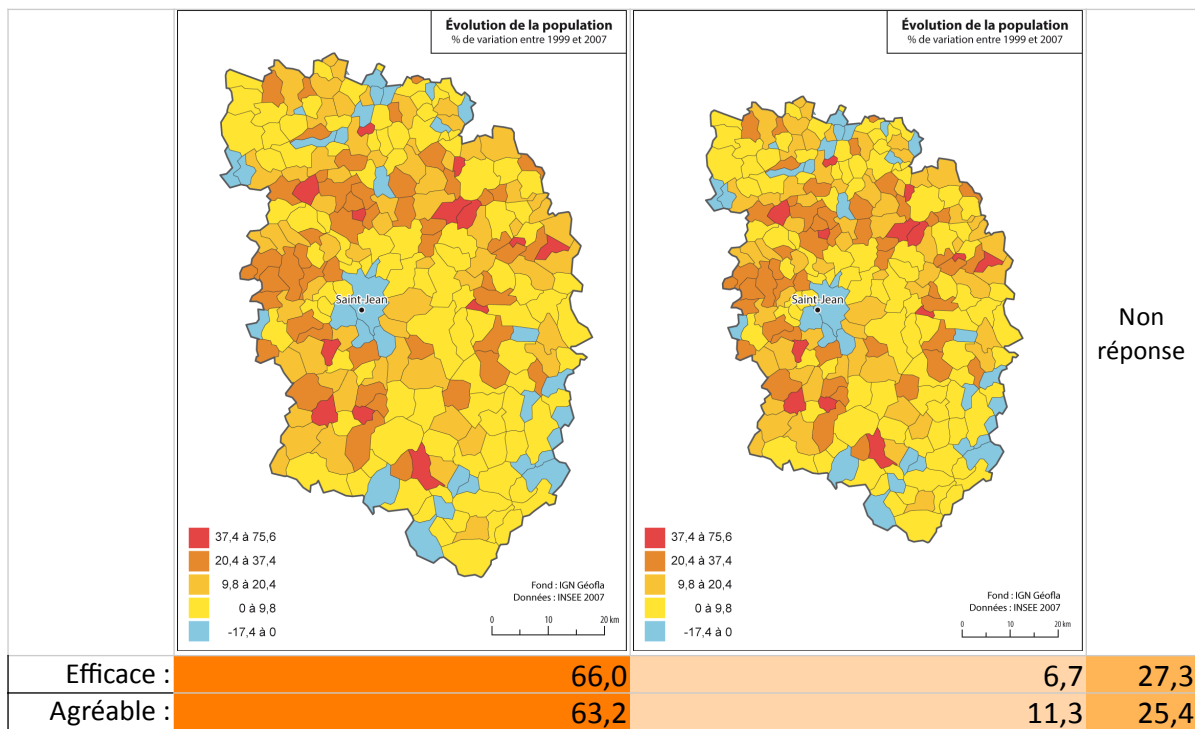 Évolution de la population
% de variation entre 1999 et 2007
Saint-Jean
37,4 à 75,6
20,4 à 37,4
9,8 à 20,4
0 à 9,8
-17,4 à 0
Fond : IGN Géofla
Données : INSEE 2007
0 10 20 km
Évolution de la population
% de variation entre 1999 et 2007
Saint-Jean
37,4 à 75,6
20,4 à 37,4
9,8 à 20,4
0 à 9,8
-17,4 à 0
Fond : IGN Géofla
Données : INSEE 2007
0 10 20 km
Non
réponse
Efficace : 66,0 6,7 27,3
Agréable : 63,2 11,3 25,4